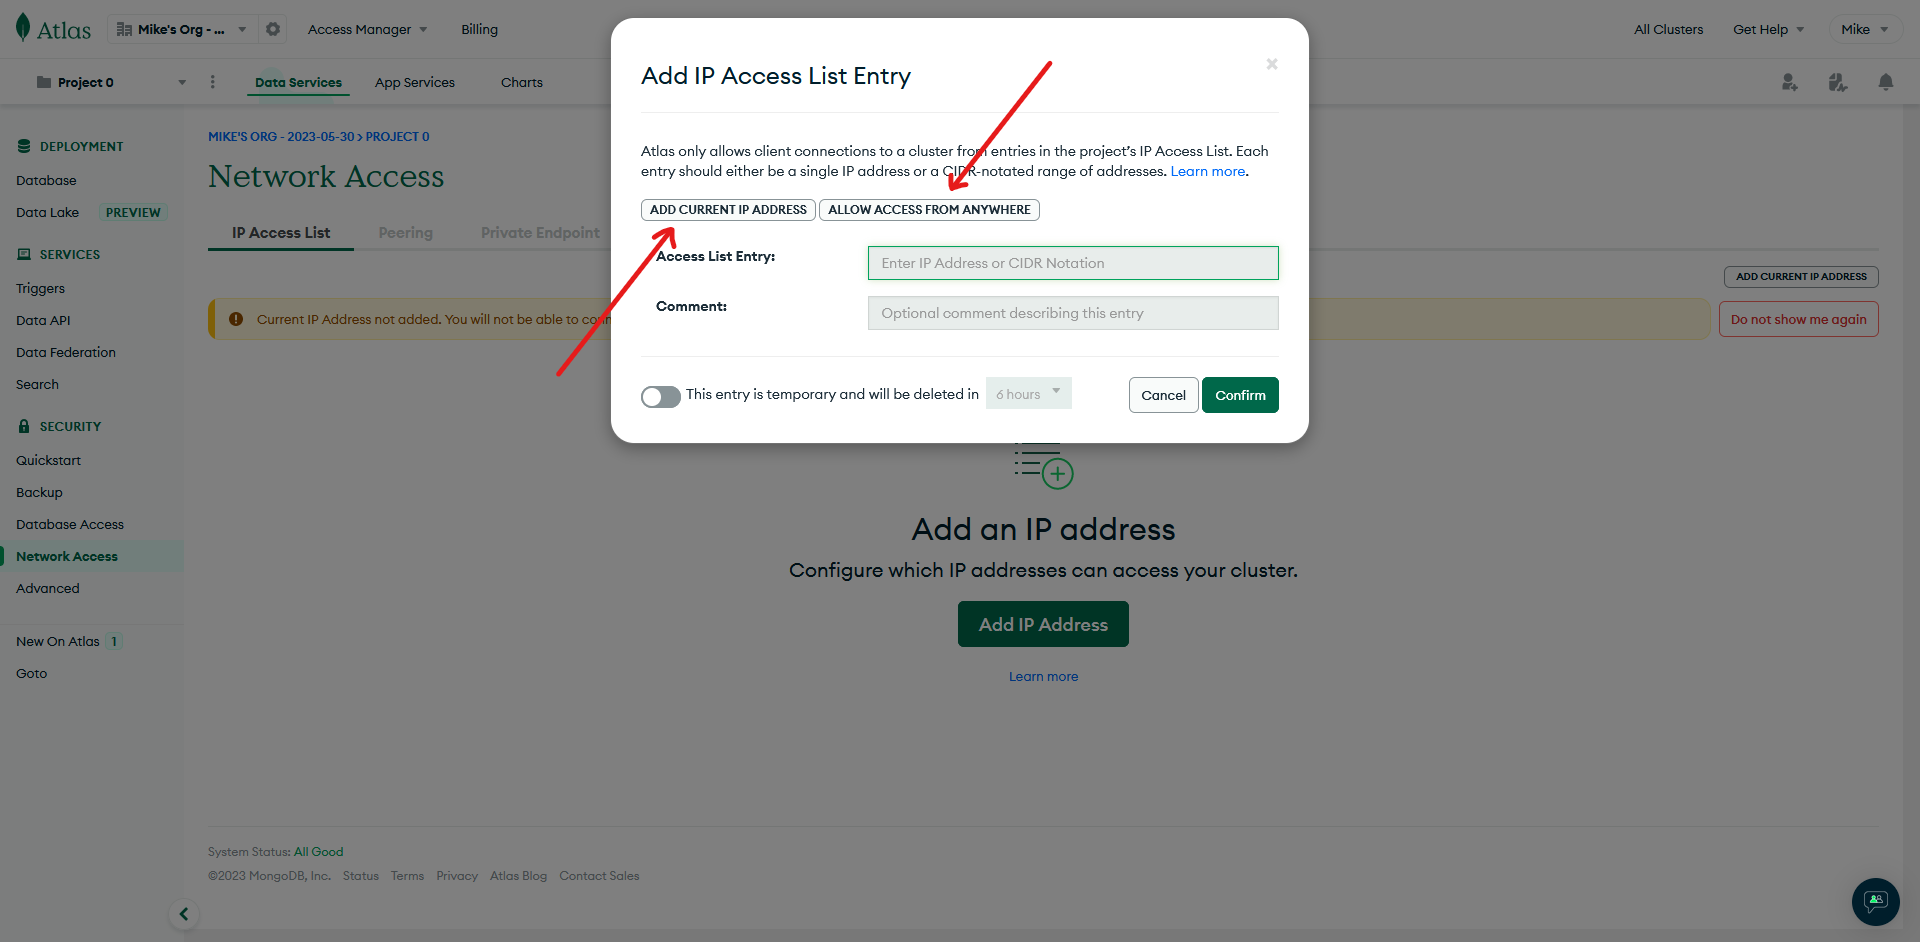 Atlas
Mike's Org - ...
Access Manager
Billing
All Clusters
Get Help
Mike
Project 0
Data Services
App Services
Charts
DEPLOYMENT
Database
Data Lake PREVIEW
SERVICES
Triggers
Data API
Data Federation
Search
SECURITY
Quickstart
Backup
Database Access
Network Access
Advanced
New On Atlas 1
Goto
MIKE'S ORG - 2023-05-30 > PROJECT 0
Network Access
IP Access List
Peering
Private Endpoint
ADD CURRENT IP ADDRESS
Current IP Address not added. You will not be able to
Do not show me again
Add IP Access List Entry
Atlas only allows client connections to a cluster from entries in the project's IP Access List. Each
entry should either be a single IP address or a CIDR-notated range of addresses. Learn more.
ADD CURRENT IP ADDRESS
ALLOW ACCESS FROM ANYWHERE
Access List Entry:
Enter IP Address or CIDR Notation
Comment:
Optional comment describing this entry
This entry is temporary and will be deleted in
6 hours
Cancel
Confirm
Add an IP address
Configure which IP addresses can access your cluster.
Add IP Address
Learn more
System Status: All Good
©2023 MongoDB, Inc. Status Terms Privacy Atlas Blog Contact Sales